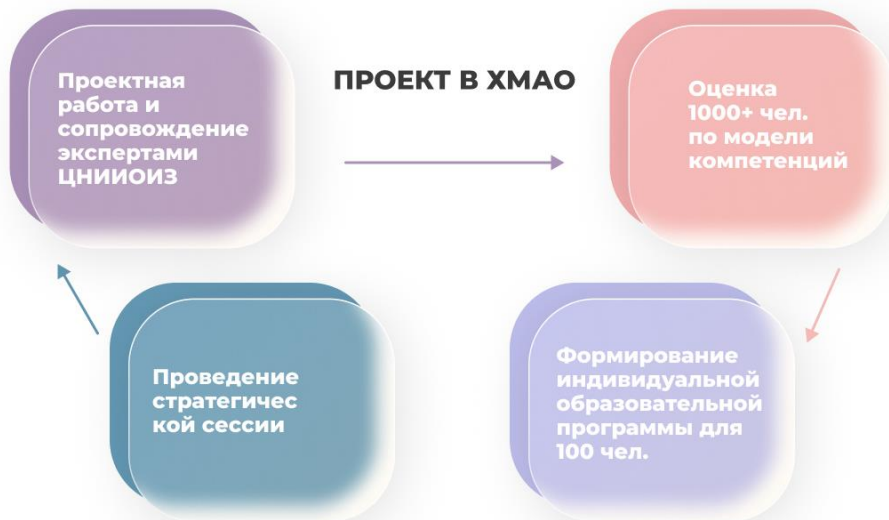 ПРОЕКТ В ХМАО
Проектная
работа и
сопровождение
экспертами
ЦНИИОИЗ
Оценка
1000+ чел.
по модели
компетенций
Проведение
стратегичес
кой сессии
Формирование
индивидуальной
образовательной
программы для
100 чел.